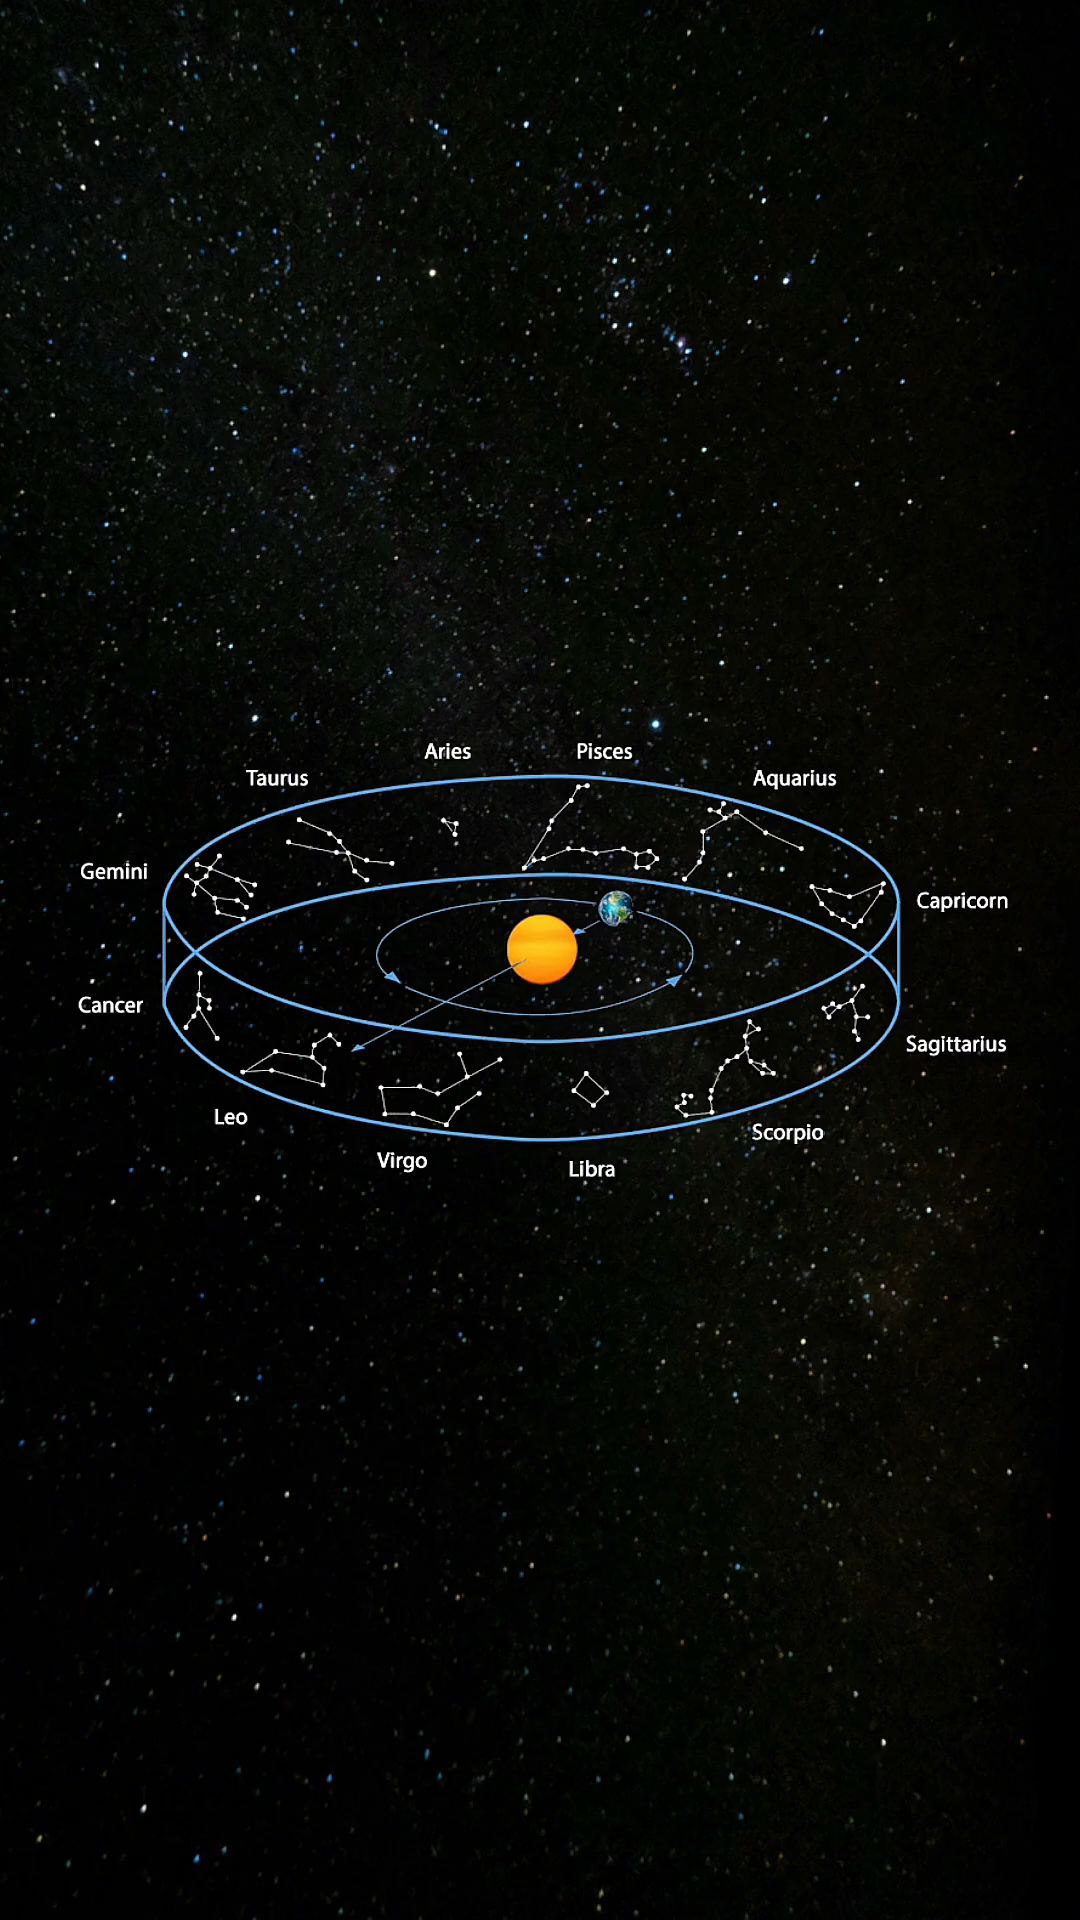 Aries
Pisces
Taurus
Aquarius
Gemini
Capricorn
Cancer
Sagittarius
Leo
Scorpio
Virgo
Libra